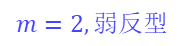 m = 2, 弱反型